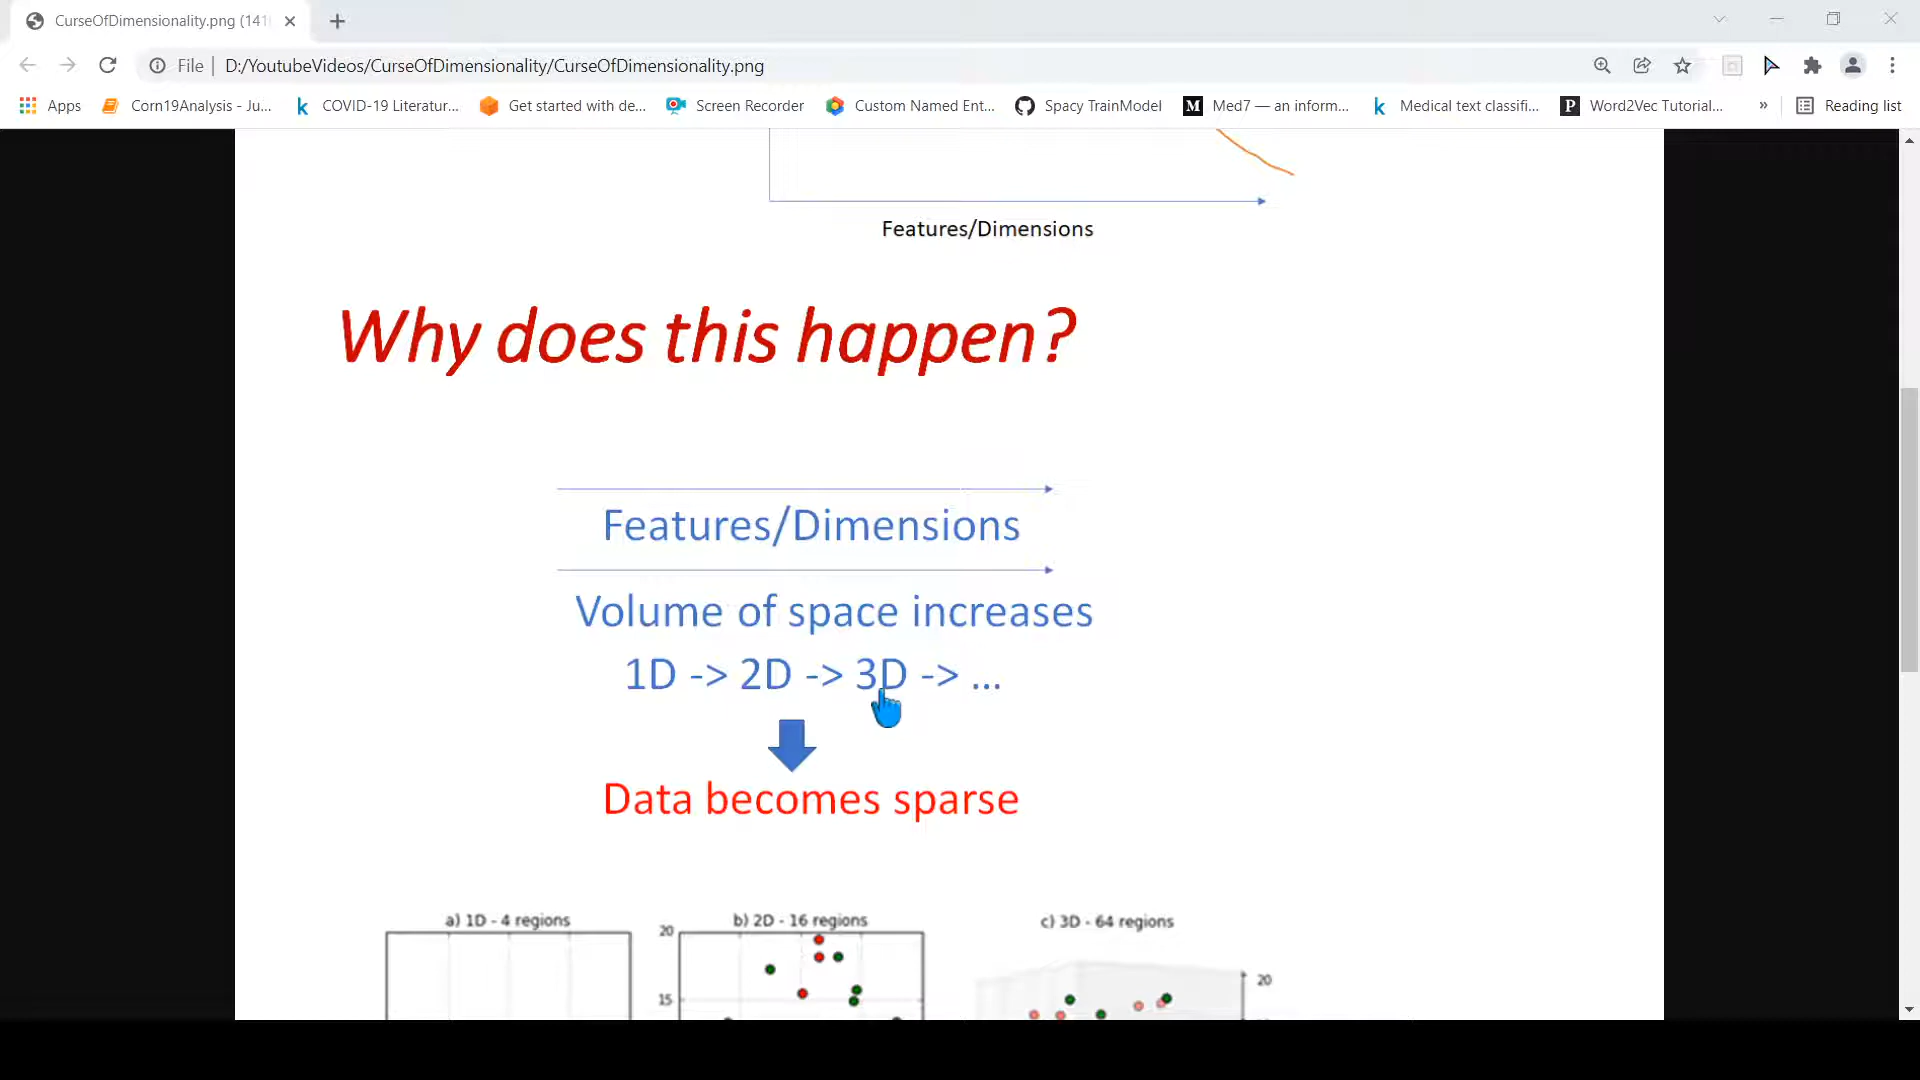 CurseOfDimensionality.png (141
File | D:/YoutubeVideos/CurseOfDimensionality/CurseOfDimensionality.png
Apps Corn19Analysis - Ju... COVID-19 Literatur... Get started with de... Screen Recorder Custom Named Ent... Spacy TrainModel Med7 — an inform... Medical text classifi... Word2Vec Tutorial... » Reading list
Features/Dimensions
Why does this happen?
Features/Dimensions
Volume of space increases
1D -> 2D -> 3D -> ...
Data becomes sparse
a) 1D - 4 regions b) 2D - 16 regions c) 3D - 64 regions
20
20
15